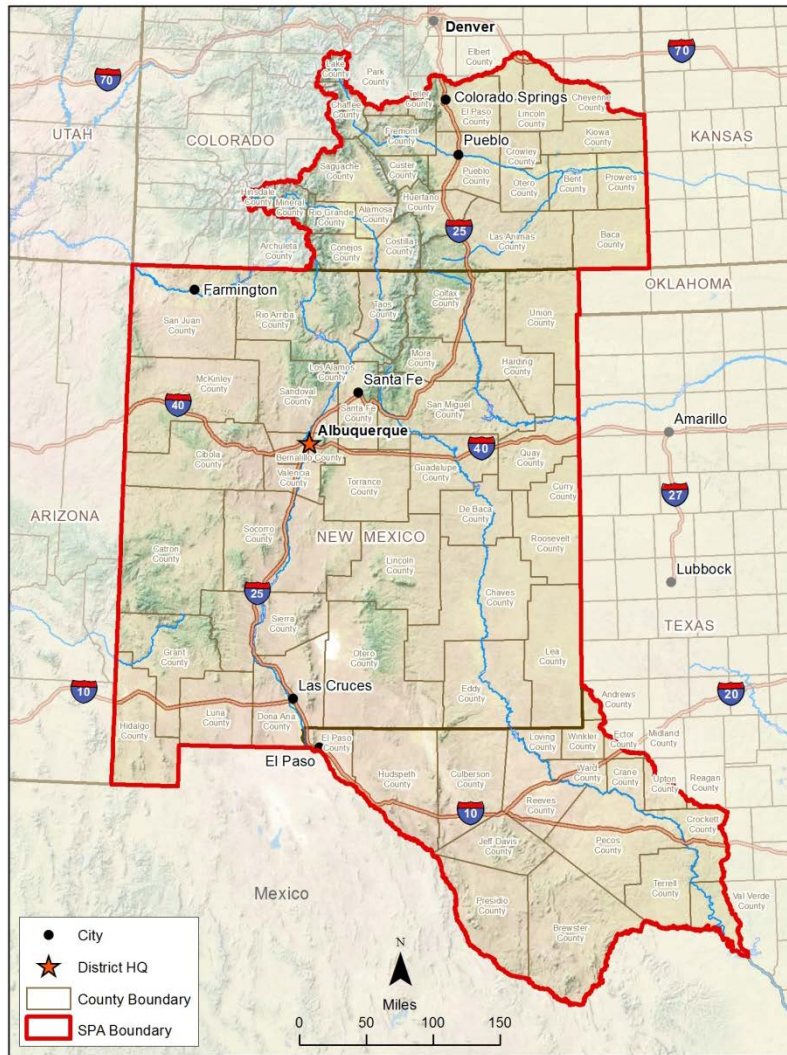 Denver
70
70
Lake
County
Park
County
Elbert
County
Teller
County
Colorado Springs
Cheyenne
County
UTAH
COLORADO
Chaffee
County
El Paso
County
Lincoln
County
KANSAS
Fremont
County
Pueblo
Kiowa
County
Saguache
County
Custer
County
Crowley
County
Pueblo
County
Otero
County
Bent
County
Prowers
County
Hinsdale
County
Mineral
County
Rio Grande
County
Alamosa
County
Huerfano
County
25
Archuleta
County
Conejos
County
Costilla
County
Las Animas
County
Baca
County
OKLAHOMA
Farmington
San Juan
County
Rio Arriba
County
Taos
County
Colfax
County
Union
County
Los Alamos
County
Mora
County
Harding
County
McKinley
County
Sandoval
County
Santa Fe
Santa Fe
County
San Miguel
County
40
Amarillo
Albuquerque
40
Cibola
County
Bernalillo County
Valencia
County
Guadalupe
County
Quay
County
27
Torrance
County
Curry
County
ARIZONA
De Baca
County
Socorro
County
NEW MEXICO
Roosevelt
County
Catron
County
Lincoln
County
Lubbock
25
Chaves
County
Sierra
County
TEXAS
Grant
County
Otero
County
Lea
County
10
Las Cruces
Eddy
County
20
Hidalgo
County
Luna
County
Dona Ana
County
Andrews
County
El Paso
County
Loving
County
Winkler
County
Ector
County
Midland
County
El Paso
Hudspeth
County
Culberson
County
Ward
County
Crane
County
Upton
County
Reagan
County
10
Reeves
County
Crockett
County
Jeff Davis
County
Pecos
County
Mexico
Presidio
County
Terrell
County
Val Verde
County
Brewster
County
City
District HQ
County Boundary
SPA Boundary
N
Miles
0 50 100 150